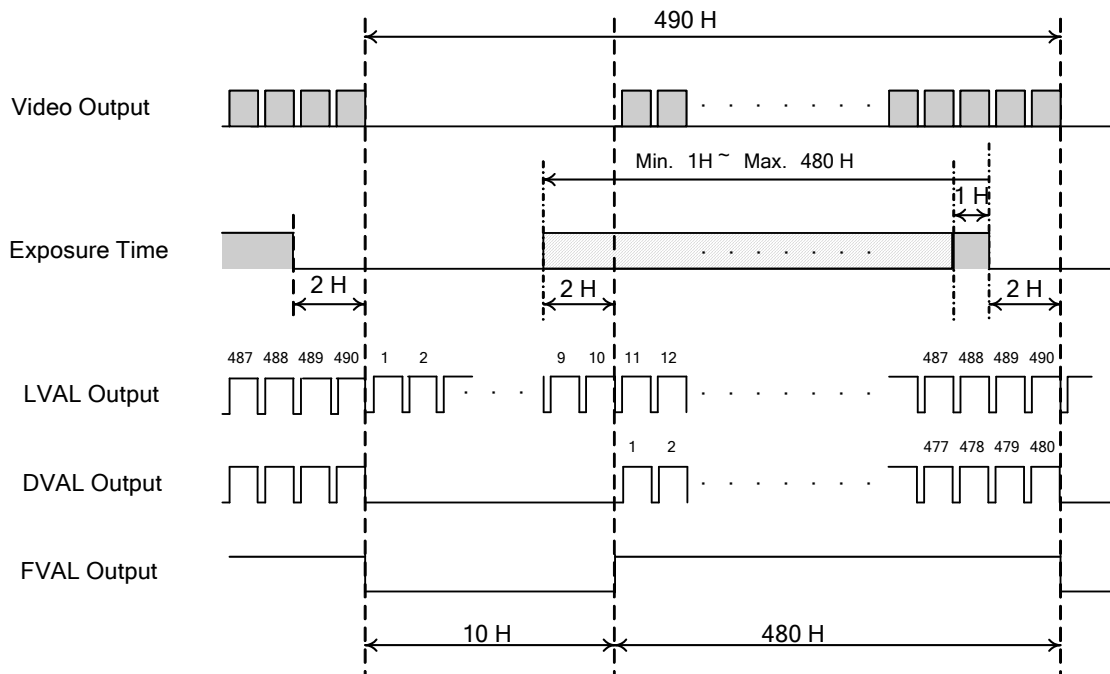 490 H
Video Output
· · · · · · ·
Min. 1H ~ Max. 480 H
1 H
Exposure Time
· · · · · · ·
2 H 2 H 2 H
487 488 489 490 1 2 9 10 11 12 487 488 489 490
LVAL Output
· · · · · · · · · ·
1 2 477 478 479 480
DVAL Output
· · · · · · ·
FVAL Output
10 H 480 H